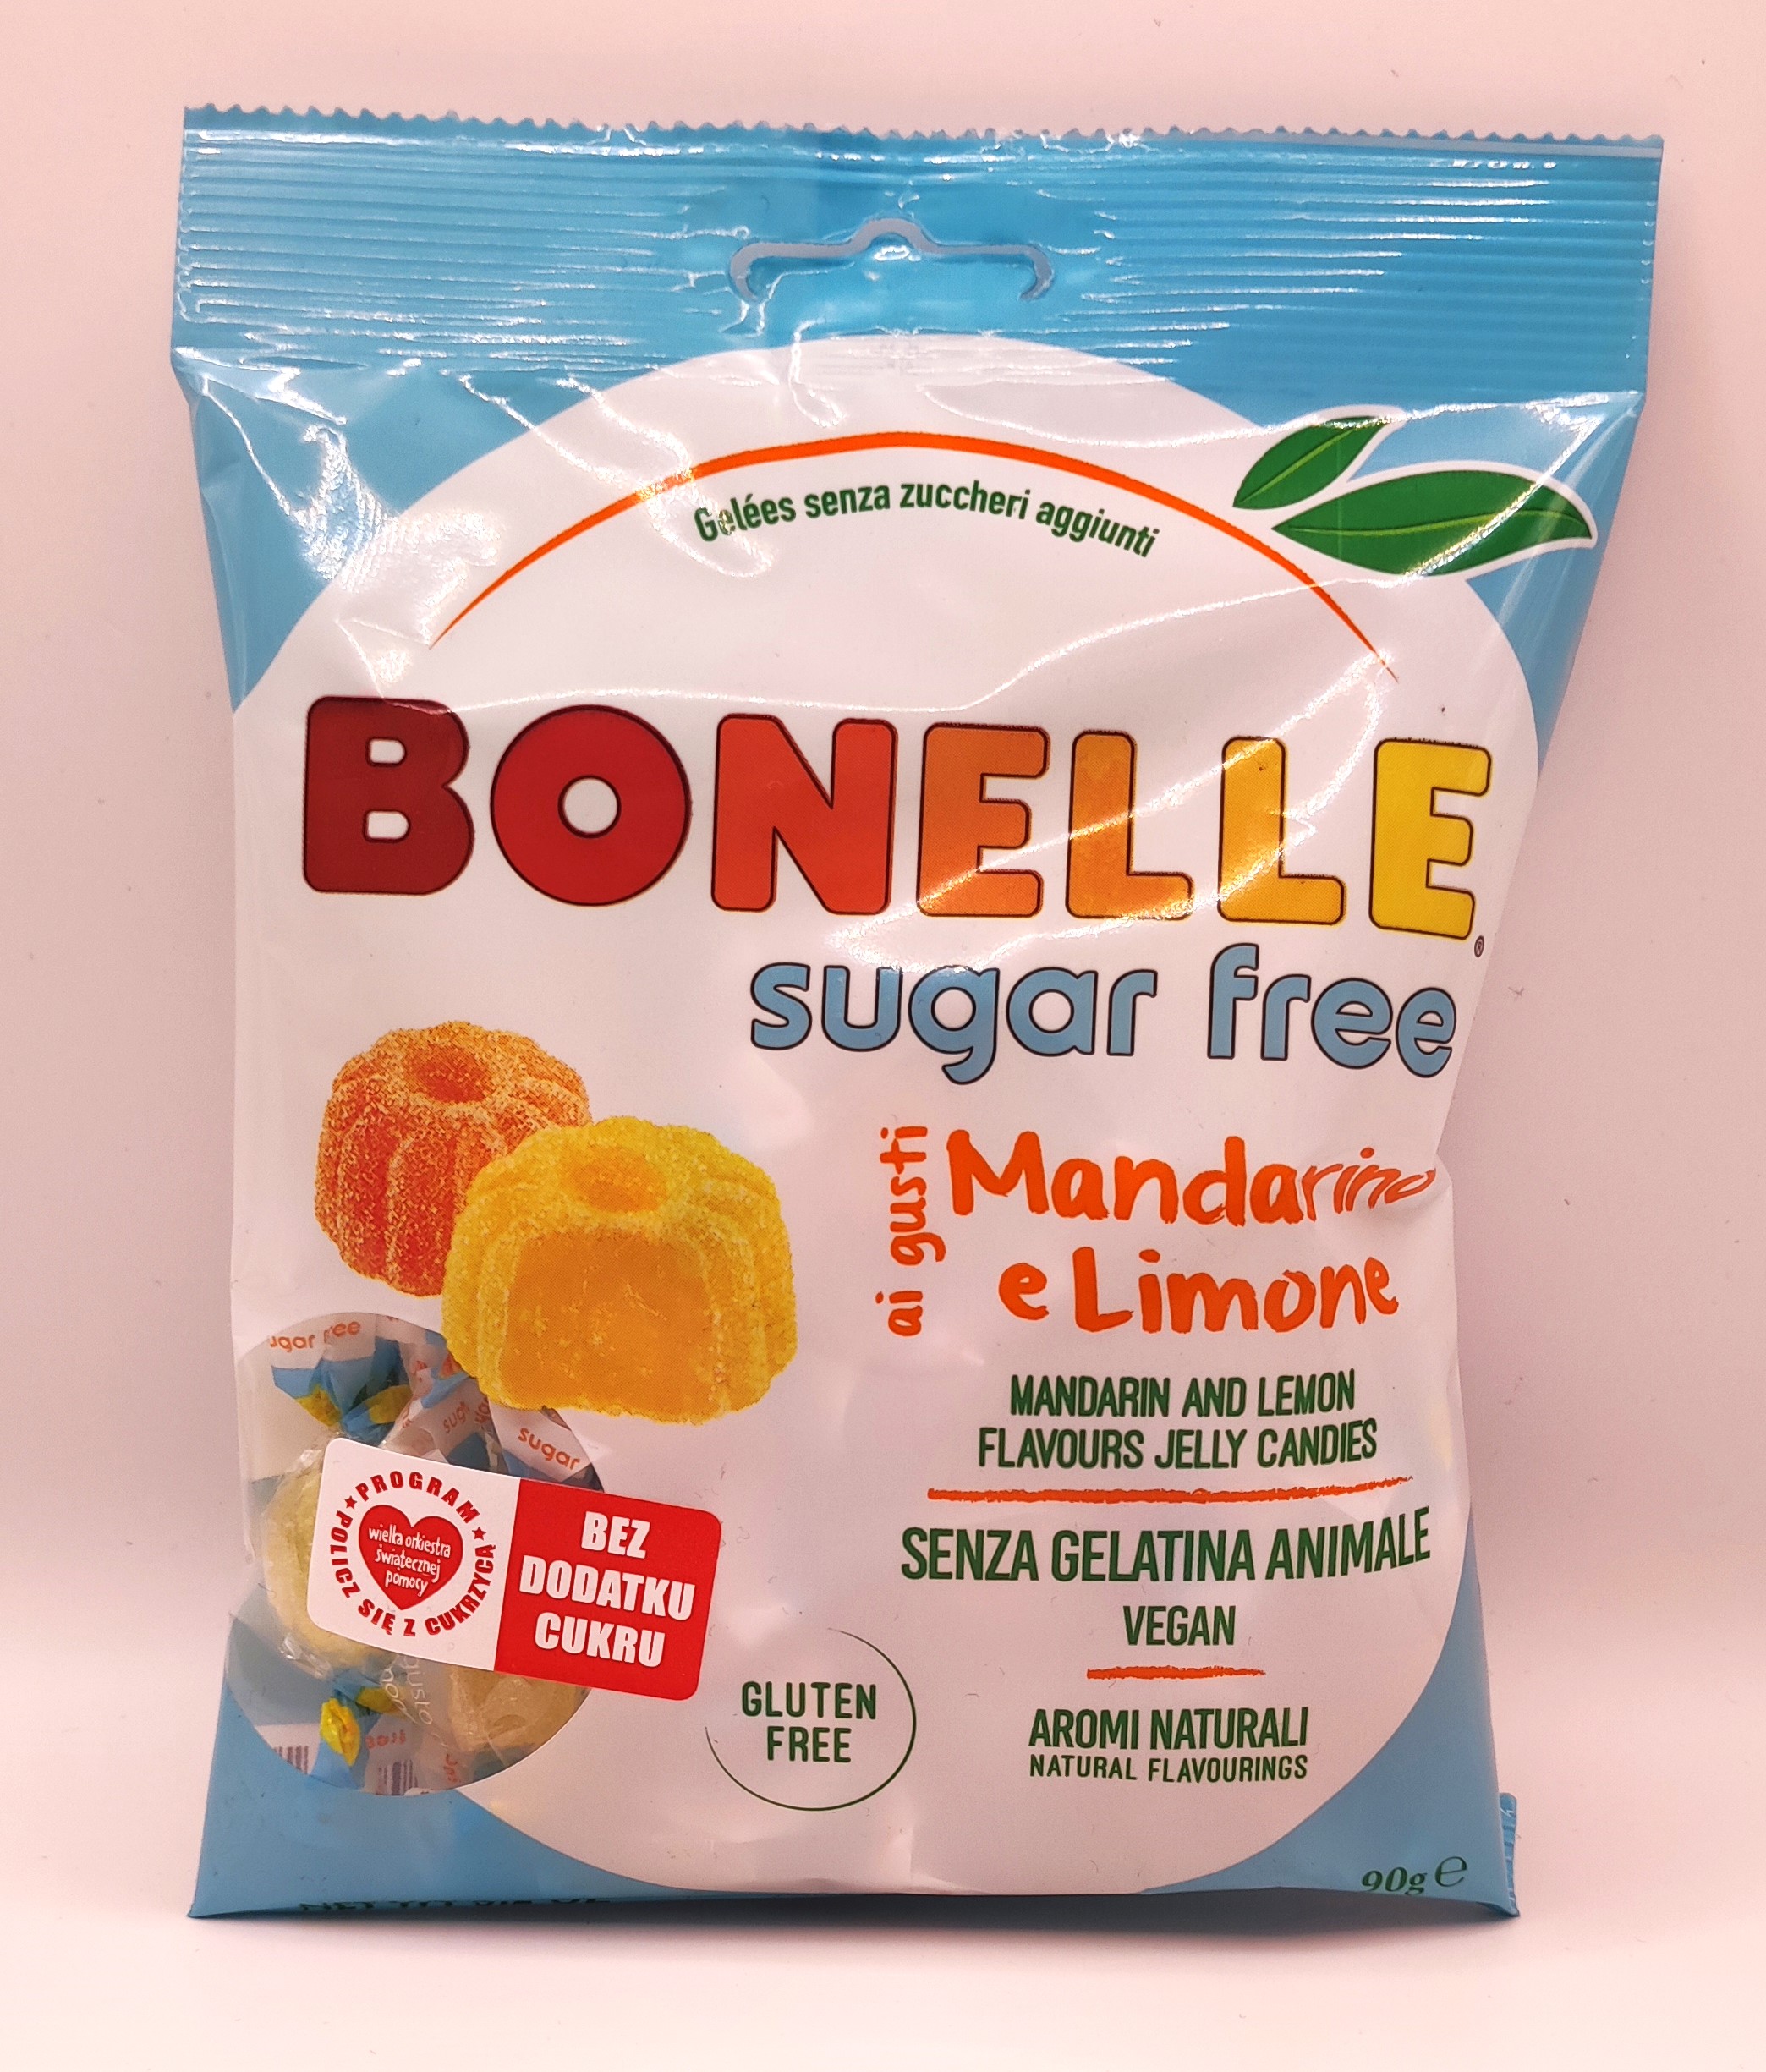 Gelées senza zuccheri aggiunti
BONELLE®
sugar free
ai gusti
Mandarino
e Limone
MANDARIN AND LEMON
FLAVOURS JELLY CANDIES
SENZA GELATINA ANIMALE
VEGAN
AROMI NATURALI
NATURAL FLAVOURINGS
GLUTEN
FREE
ugar free
sugar
★ PROGRAM ★
POLICZ SIĘ Z CUKRZYCĄ
wielka orkiestra
świątecznej
pomocy
BEZ
DODATKU
CUKRU
90g e